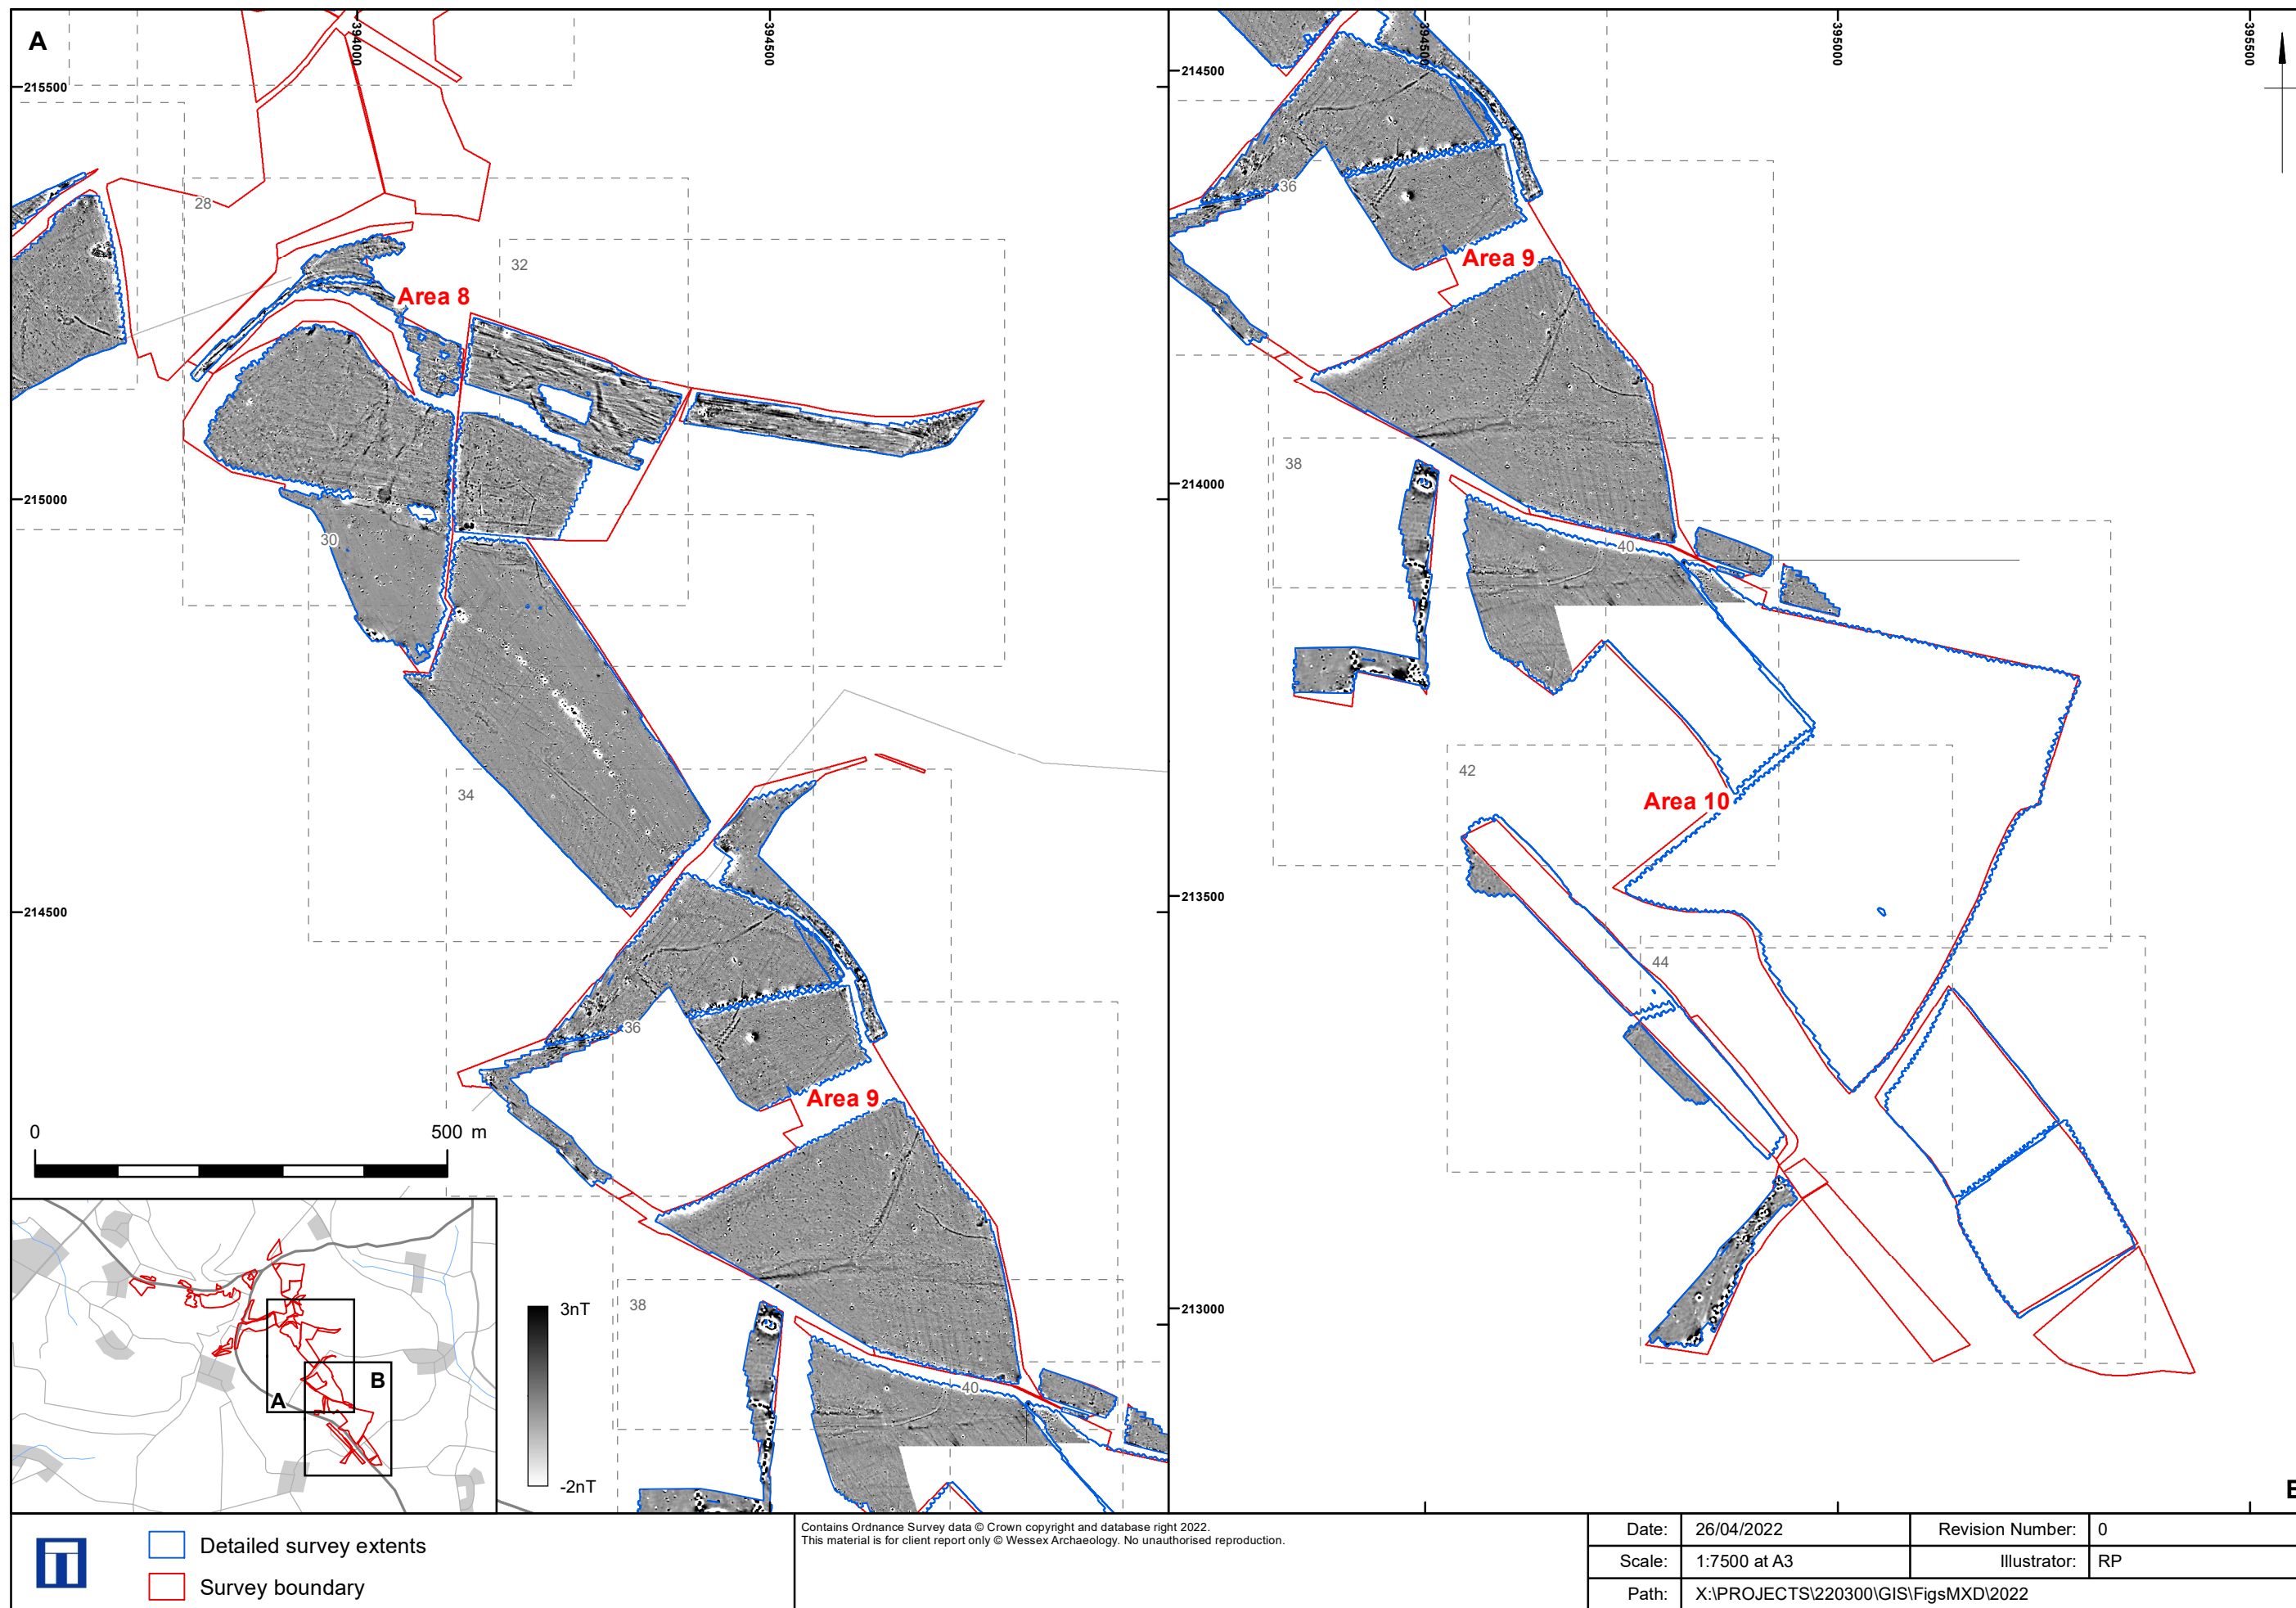 A
394000
394500
215500
28
32
Area 8
215000
30
34
214500
36
Area 9
0
500 m
38
40
3nT
-2nT
A
B
394500
395000
395500
214500
36
Area 9
214000
38
40
42
Area 10
213500
44
213000
Detailed survey extents
Survey boundary
Contains Ordnance Survey data © Crown copyright and database right 2022.
This material is for client report only © Wessex Archaeology. No unauthorised reproduction.
Date: 26/04/2022 Revision Number: 0
Scale: 1:7500 at A3 Illustrator: RP
Path: X:\PROJECTS\220300\GIS\FigsMXD\2022